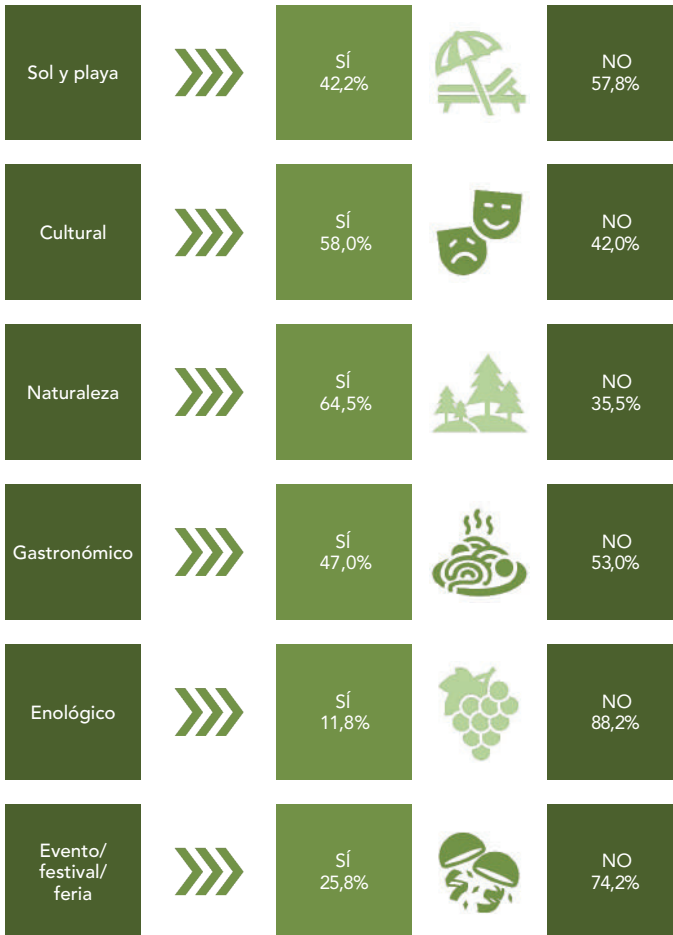 Sol y playa
SÍ
42,2%
NO
57,8%
Cultural
SÍ
58,0%
NO
42,0%
Naturaleza
SÍ
64,5%
NO
35,5%
Gastronómico
SÍ
47,0%
NO
53,0%
Enológico
SÍ
11,8%
NO
88,2%
Evento/
festival/
feria
SÍ
25,8%
NO
74,2%